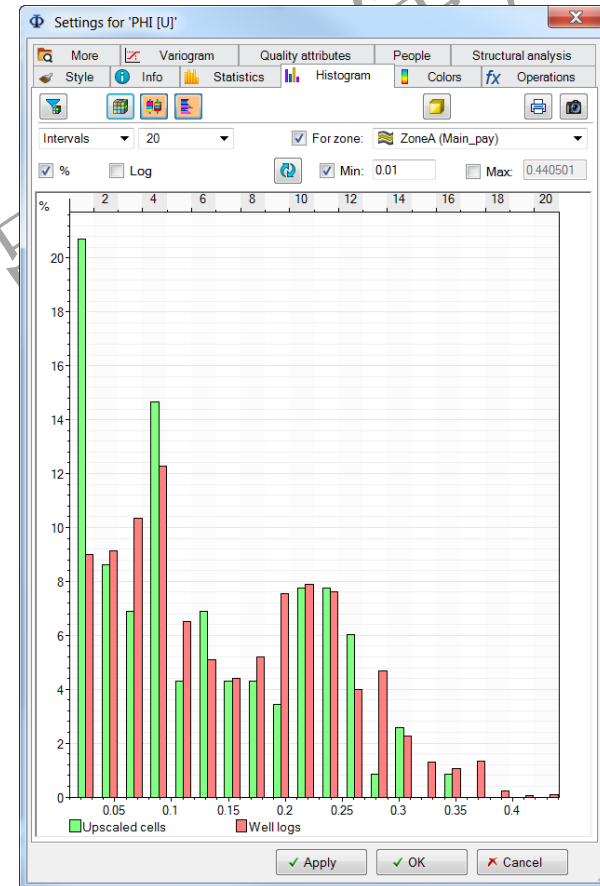 Settings for 'PHI [U]'
More Variogram Quality attributes People Structural analysis
Style Info Statistics Histogram Colors fx Operations
Intervals 20 For zone: ZoneA (Main_pay)
% Log Min: 0.01 Max: 0.440501
% 2 4 6 8 10 12 14 16 18 20
20
18
16
14
12
10
8
6
4
2
0
0.05 0.1 0.15 0.2 0.25 0.3 0.35 0.4
Upscaled cells Well logs
Apply OK Cancel